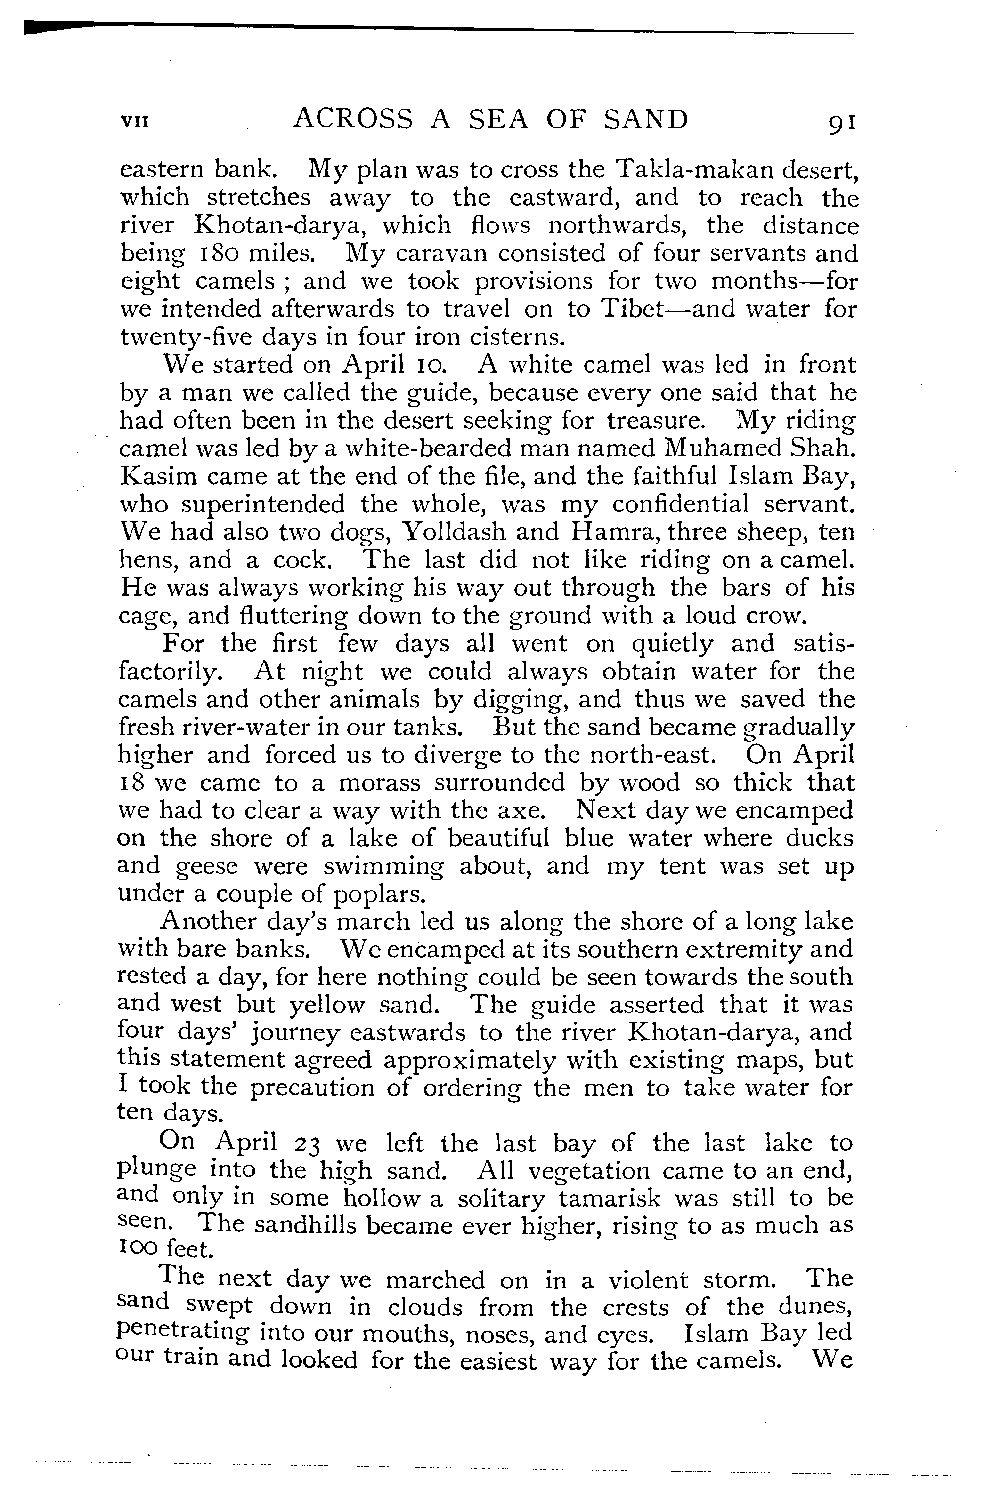 VII ACROSS A SEA OF SAND 91
eastern bank. My plan was to cross the Takla-makan desert,
which stretches away to the eastward, and to reach the
river Khotan-darya, which flows northwards, the distance
being 180 miles. My caravan consisted of four servants and
eight camels ; and we took provisions for two months—for
we intended afterwards to travel on to Tibet—and water for
twenty-five days in four iron cisterns.
We started on April 10. A white camel was led in front
by a man we called the guide, because every one said that he
had often been in the desert seeking for treasure. My riding
camel was led by a white-bearded man named Muhamed Shah.
Kasim came at the end of the file, and the faithful Islam Bay,
who superintended the whole, was my confidential servant.
We had also two dogs, Yolldash and Hamra, three sheep, ten
hens, and a cock. The last did not like riding on a camel.
He was always working his way out through the bars of his
cage, and fluttering down to the ground with a loud crow.
For the first few days all went on quietly and satis-
factorily. At night we could always obtain water for the
camels and other animals by digging, and thus we saved the
fresh river-water in our tanks. But the sand became gradually
higher and forced us to diverge to the north-east. On April
18 we came to a morass surrounded by wood so thick that
we had to clear a way with the axe. Next day we encamped
on the shore of a lake of beautiful blue water where ducks
and geese were swimming about, and my tent was set up
under a couple of poplars.
Another day's march led us along the shore of a long lake
with bare banks. We encamped at its southern extremity and
rested a day, for here nothing could be seen towards the south
and west but yellow sand. The guide asserted that it was
four days' journey eastwards to the river Khotan-darya, and
this statement agreed approximately with existing maps, but
I took the precaution of ordering the men to take water for
ten days.
On April 23 we left the last bay of the last lake to
plunge into the high sand. All vegetation came to an end,
and only in some hollow a solitary tamarisk was still to be
seen. The sandhills became ever higher, rising to as much as
100 feet.
The next day we marched on in a violent storm. The
sand swept down in clouds from the crests of the dunes,
penetrating into our mouths, noses, and eyes. Islam Bay led
our train and looked for the easiest way for the camels. We